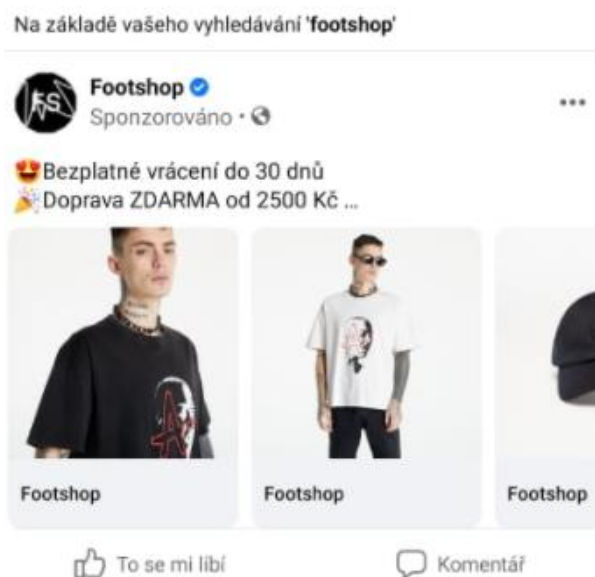 Na základě vašeho vyhledávání 'footshop'
FS
Footshop
Sponzorováno ·
😍Bezplatné vrácení do 30 dnů
🎉Doprava ZDARMA od 2500 Kč ...
Footshop
Footshop
Footshop
To se mi líbí
Komentář